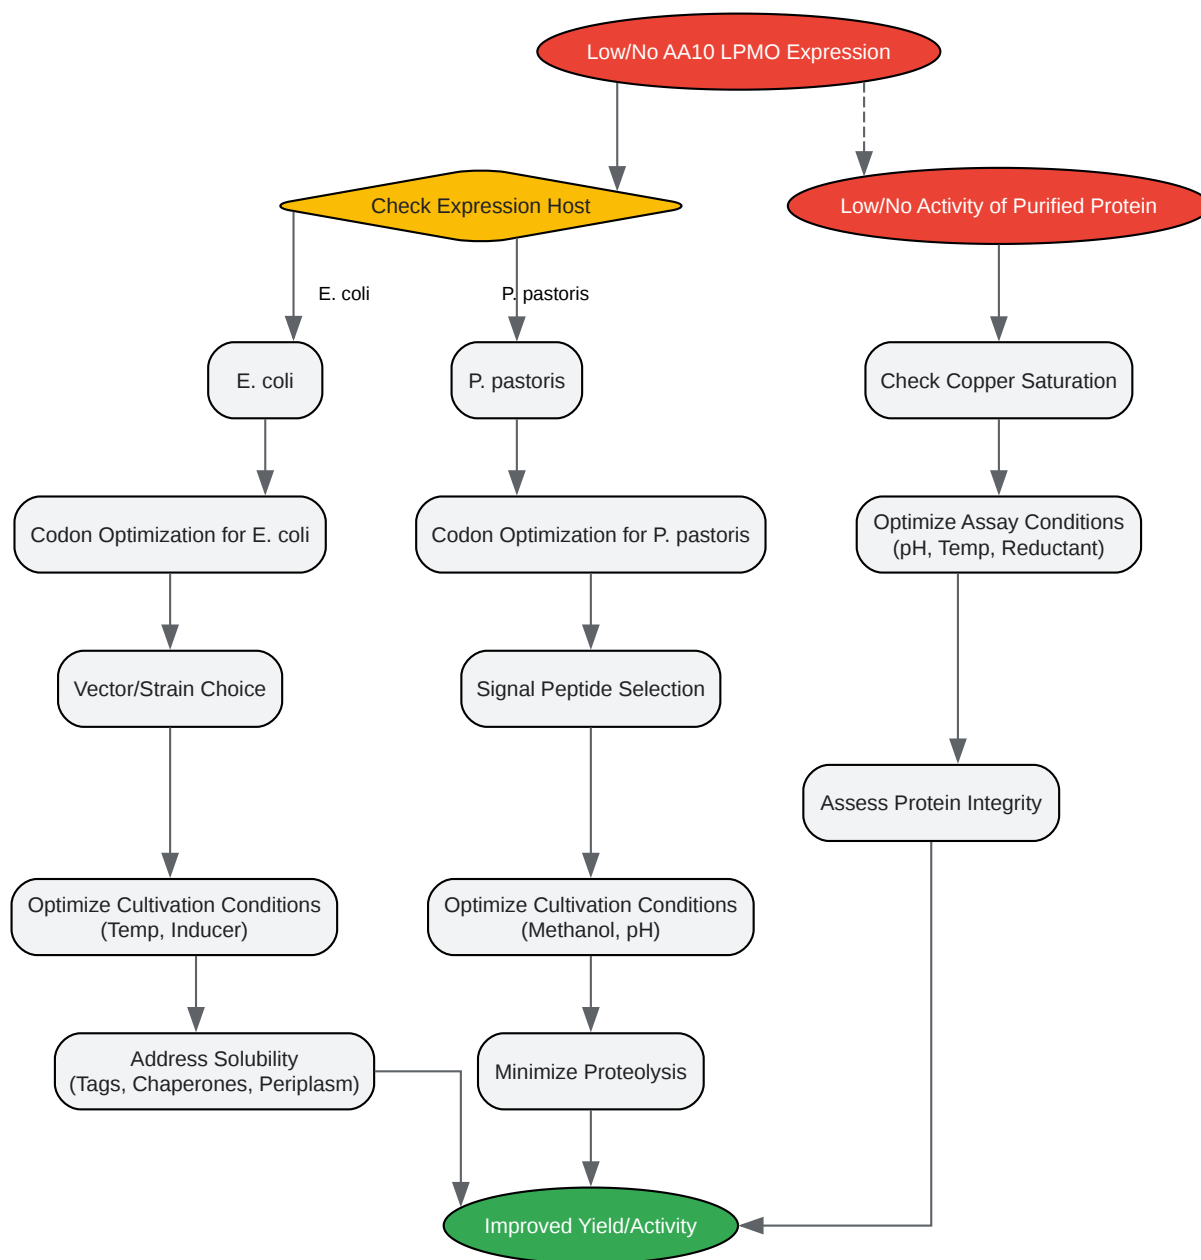 Low/No AA10 LPMO Expression
Check Expression Host
Low/No Activity of Purified Protein
E. coli
P. pastoris
E. coli
P. pastoris
Check Copper Saturation
Codon Optimization for E. coli
Codon Optimization for P. pastoris
Optimize Assay Conditions
(pH, Temp, Reductant)
Vector/Strain Choice
Signal Peptide Selection
Assess Protein Integrity
Optimize Cultivation Conditions
(Temp, Inducer)
Optimize Cultivation Conditions
(Methanol, pH)
Address Solubility
(Tags, Chaperones, Periplasm)
Minimize Proteolysis
Improved Yield/Activity